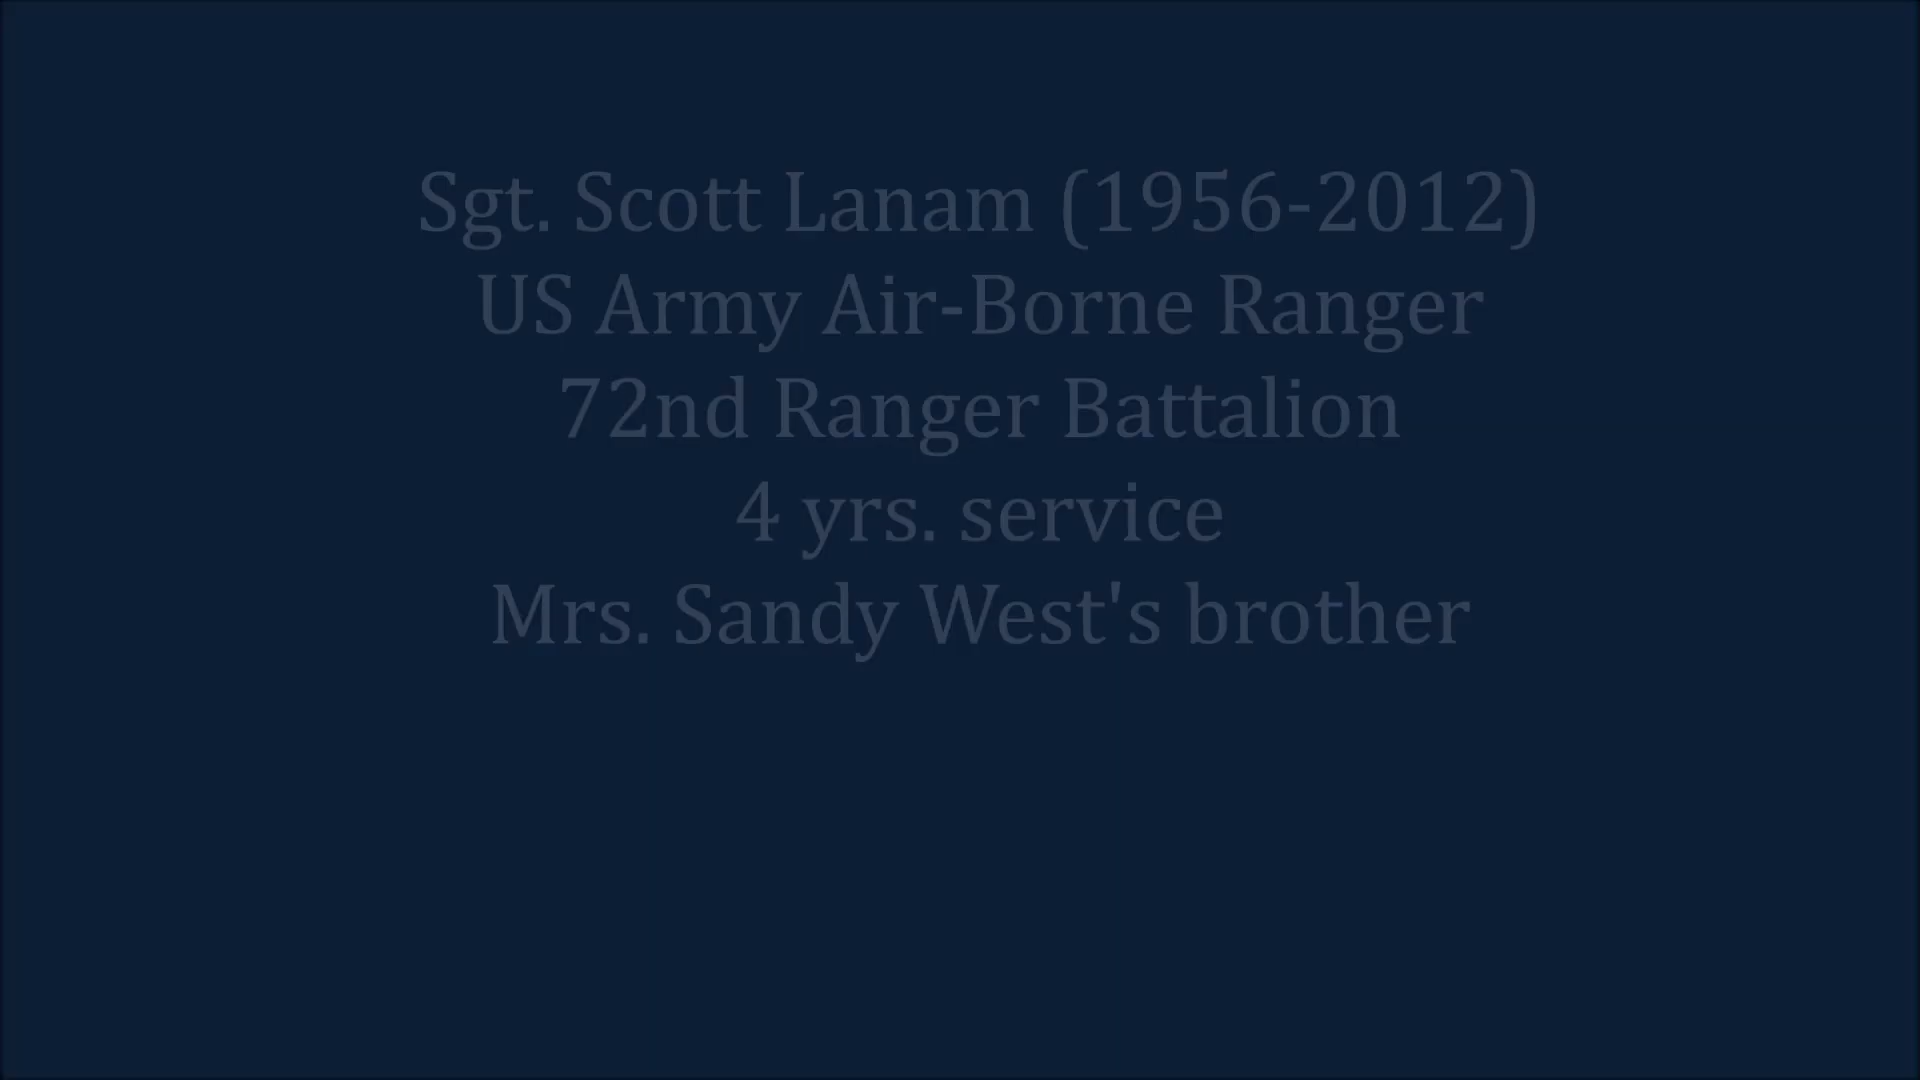 Sgt. Scott Lanam (1956-2012)
US Army Air-Borne Ranger
72nd Ranger Battalion
4 yrs. service
Mrs. Sandy West's brother